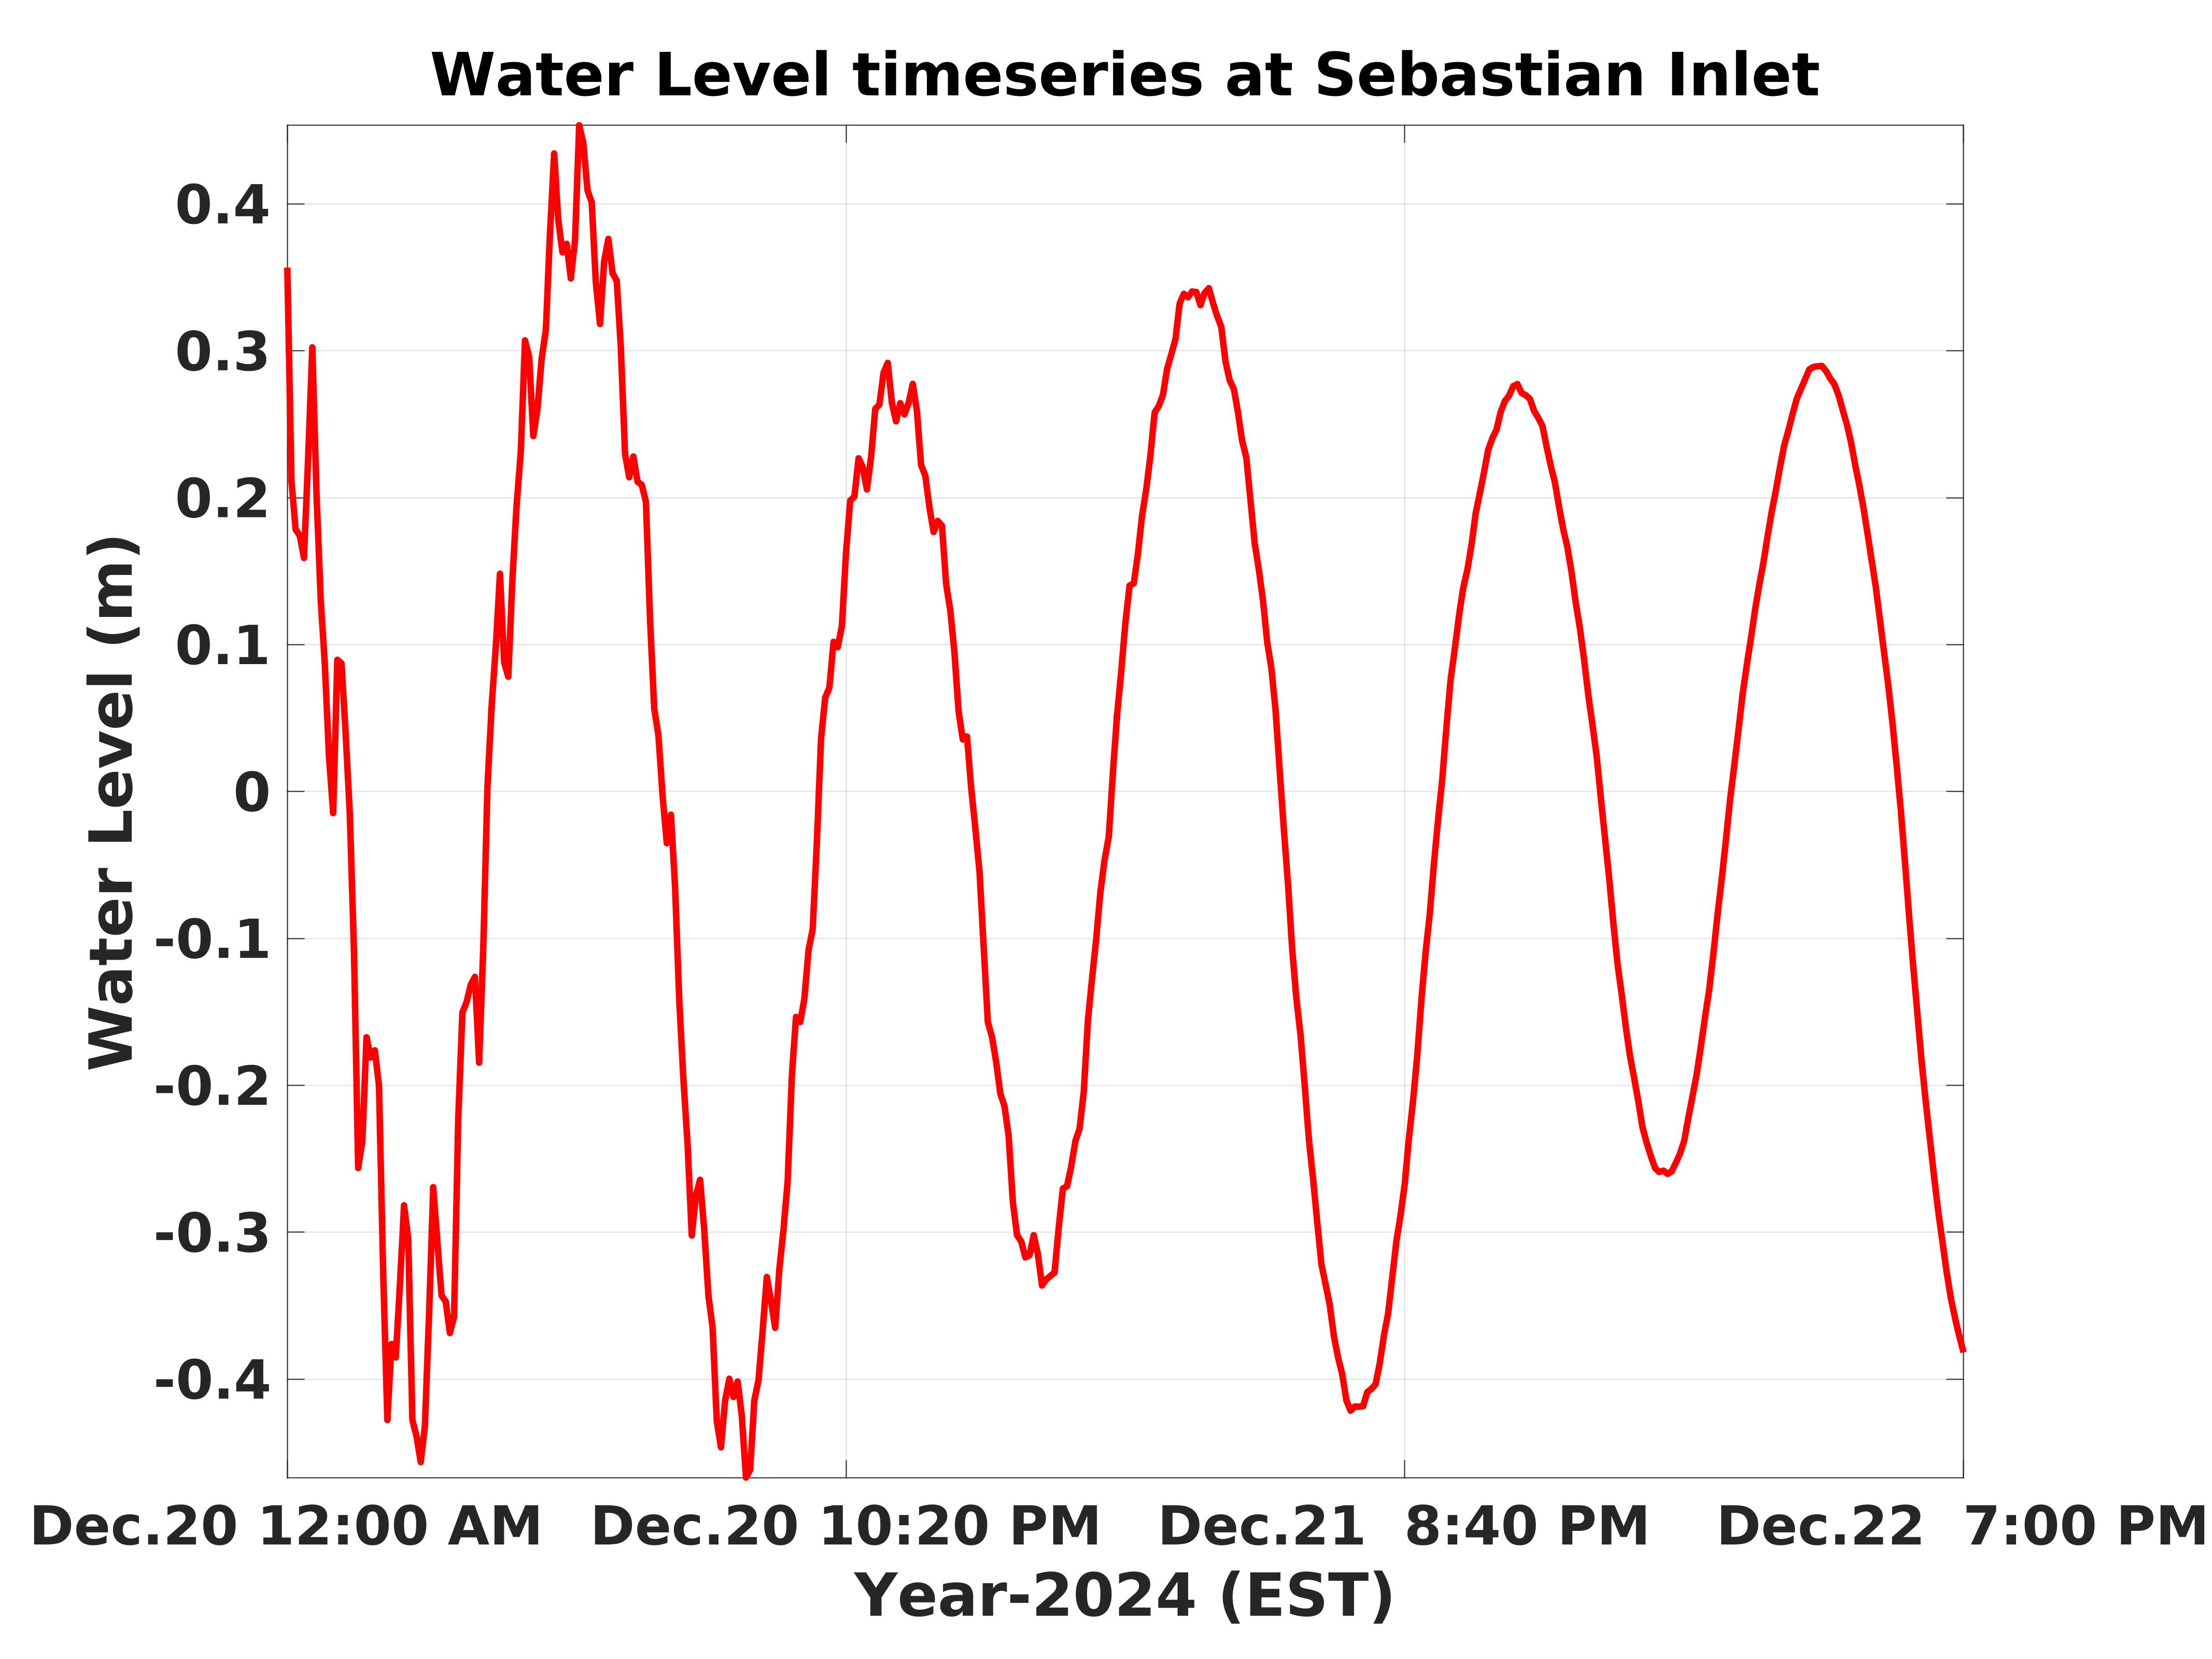 Water Level timeseries at Sebastian Inlet
Water Level (m)
0.4
0.3
0.2
0.1
0
-0.1
-0.2
-0.3
-0.4
Dec.20 12:00 AM Dec.20 10:20 PM Dec.21 8:40 PM Dec.22 7:00 PM
Year-2024 (EST)